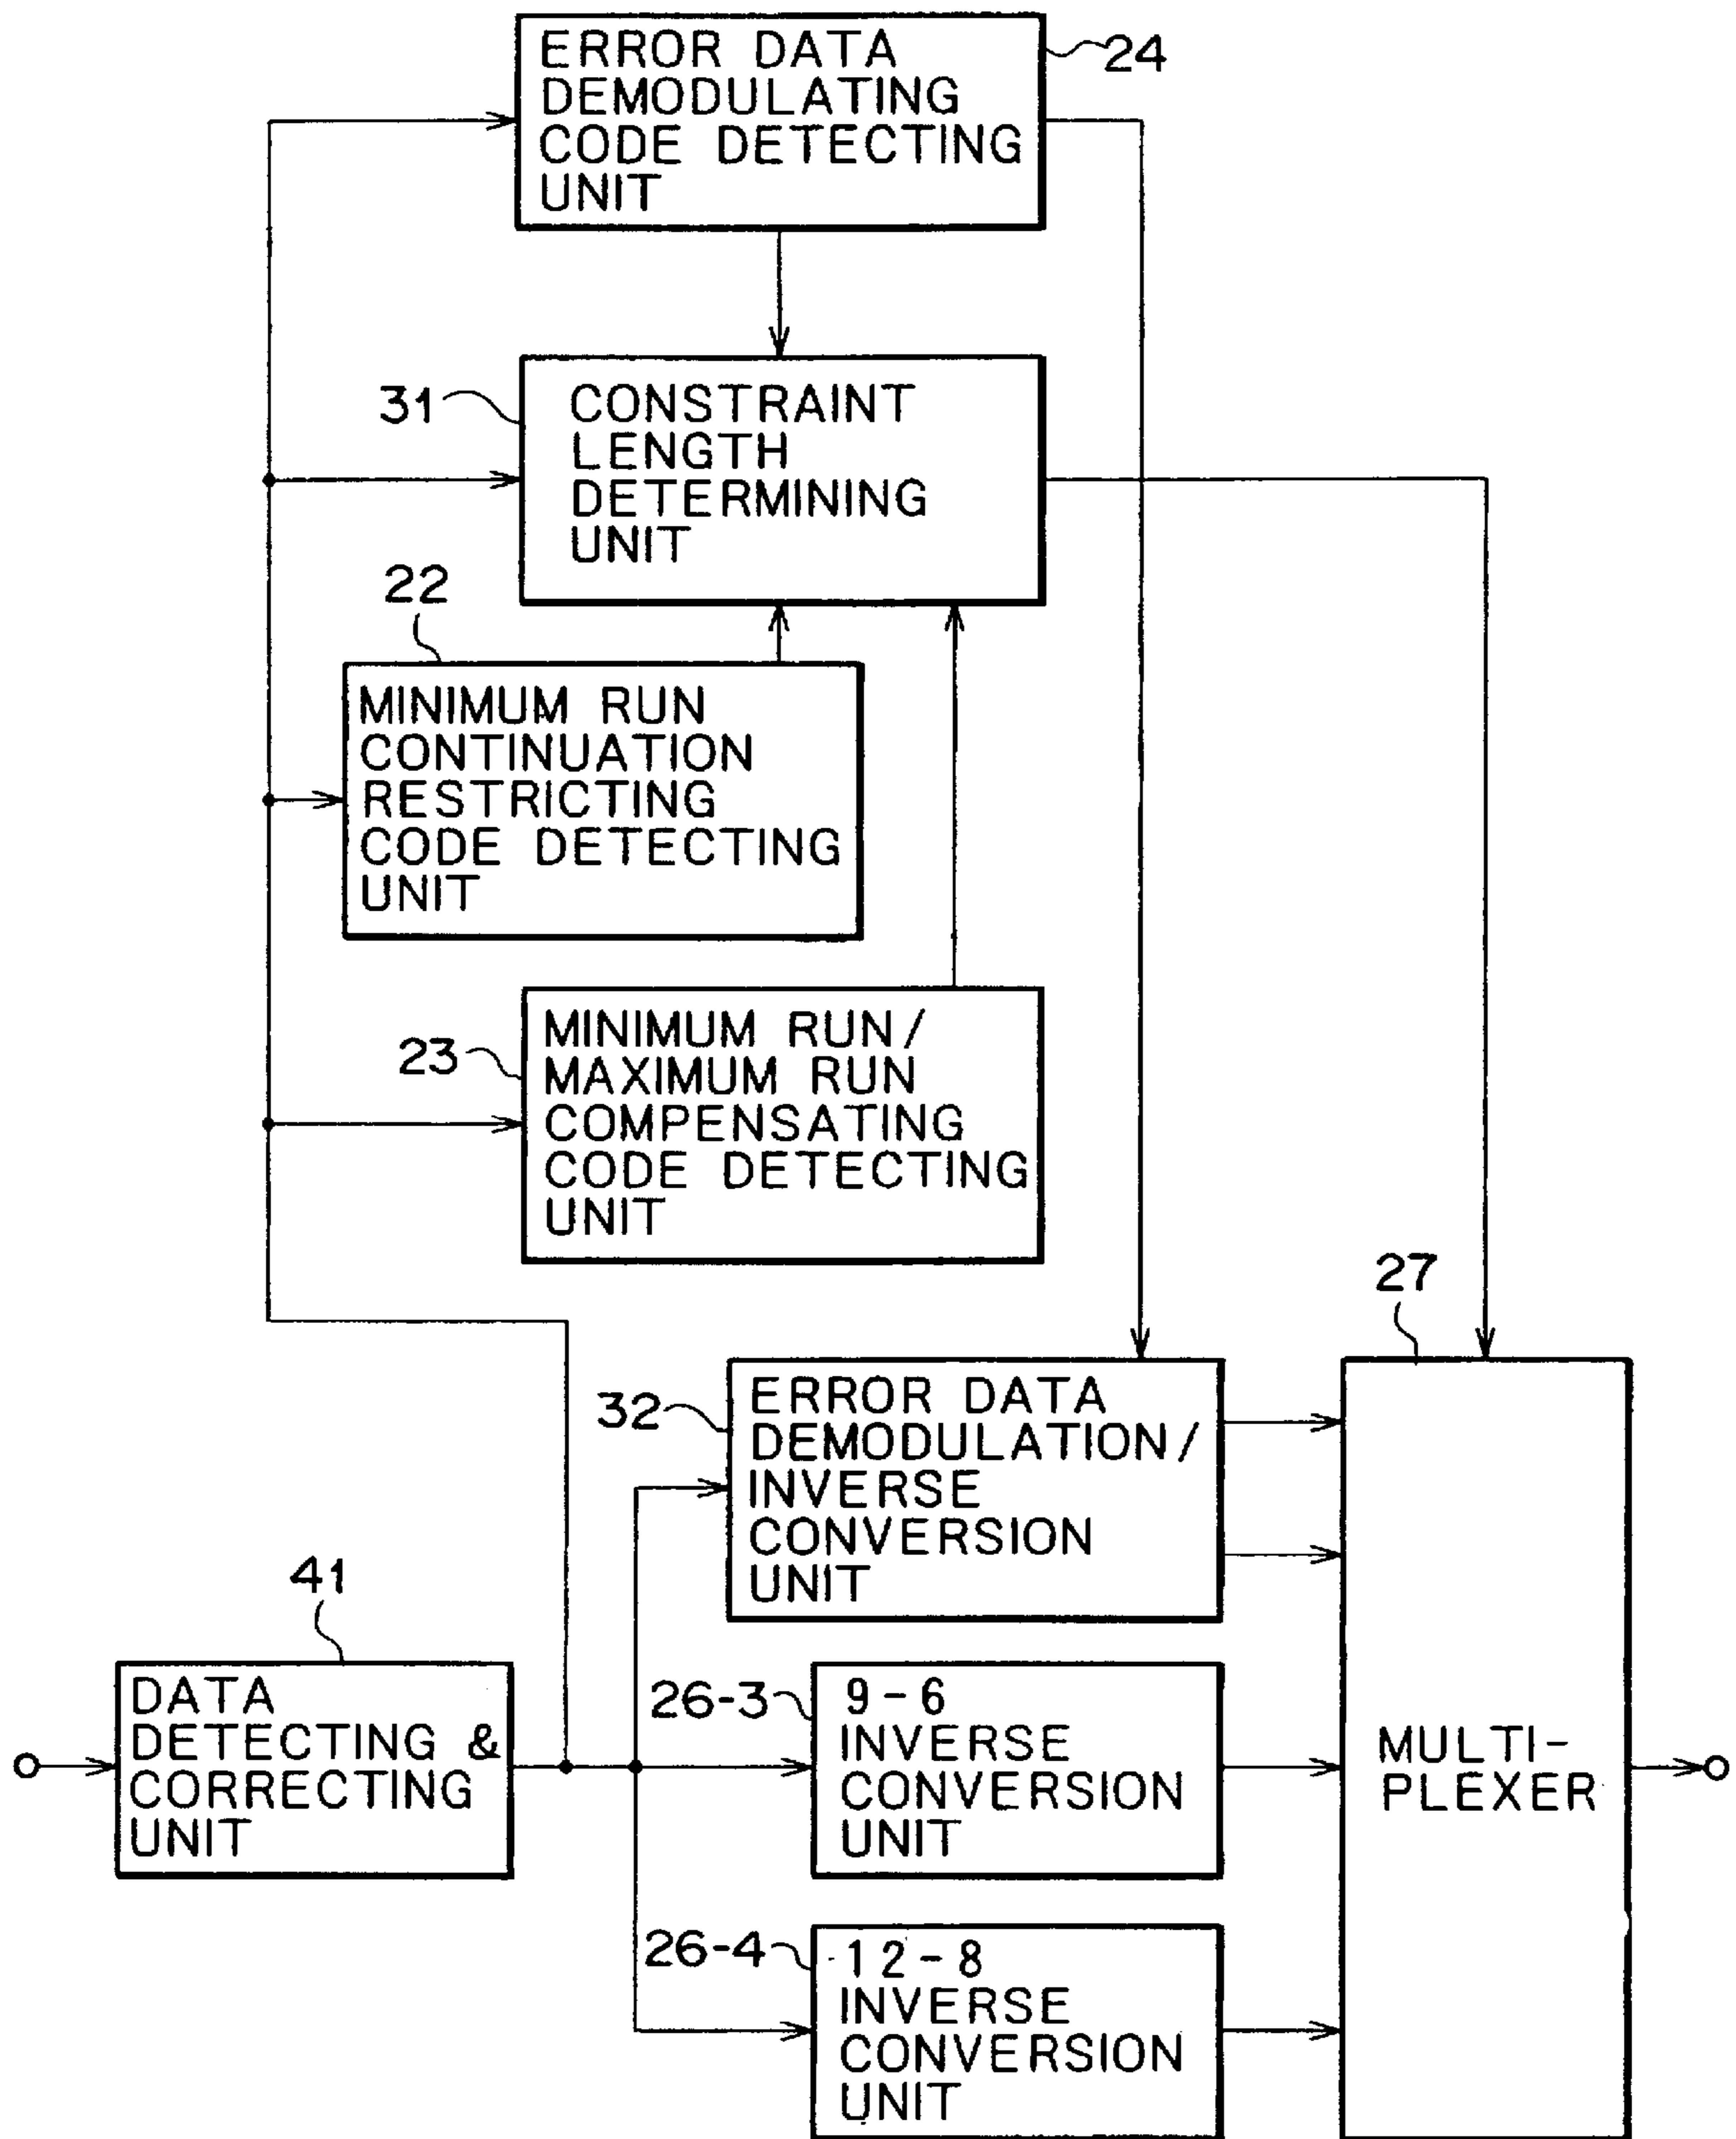 ERROR DATA
DEMODULATING
CODE DETECTING
UNIT
24
31
CONSTRAINT
LENGTH
DETERMINING
UNIT
22
MINIMUM RUN
CONTINUATION
RESTRICTING
CODE DETECTING
UNIT
23
MINIMUM RUN/
MAXIMUM RUN
COMPENSATING
CODE DETECTING
UNIT
27
32
ERROR DATA
DEMODULATION/
INVERSE
CONVERSION
UNIT
41
DATA
DETECTING &
CORRECTING
UNIT
26-3
9-6
INVERSE
CONVERSION
UNIT
MULTI-
PLEXER
26-4
12-8
INVERSE
CONVERSION
UNIT